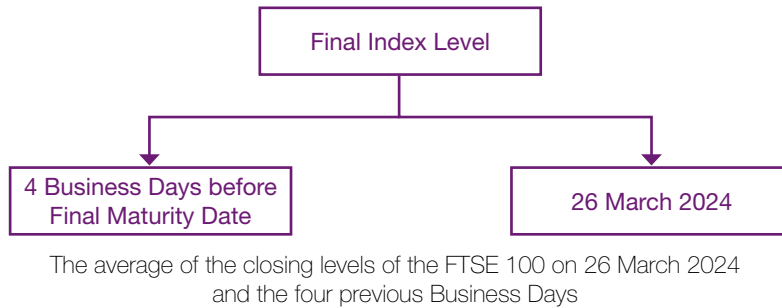 Final Index Level
4 Business Days before
Final Maturity Date
26 March 2024
The average of the closing levels of the FTSE 100 on 26 March 2024
and the four previous Business Days